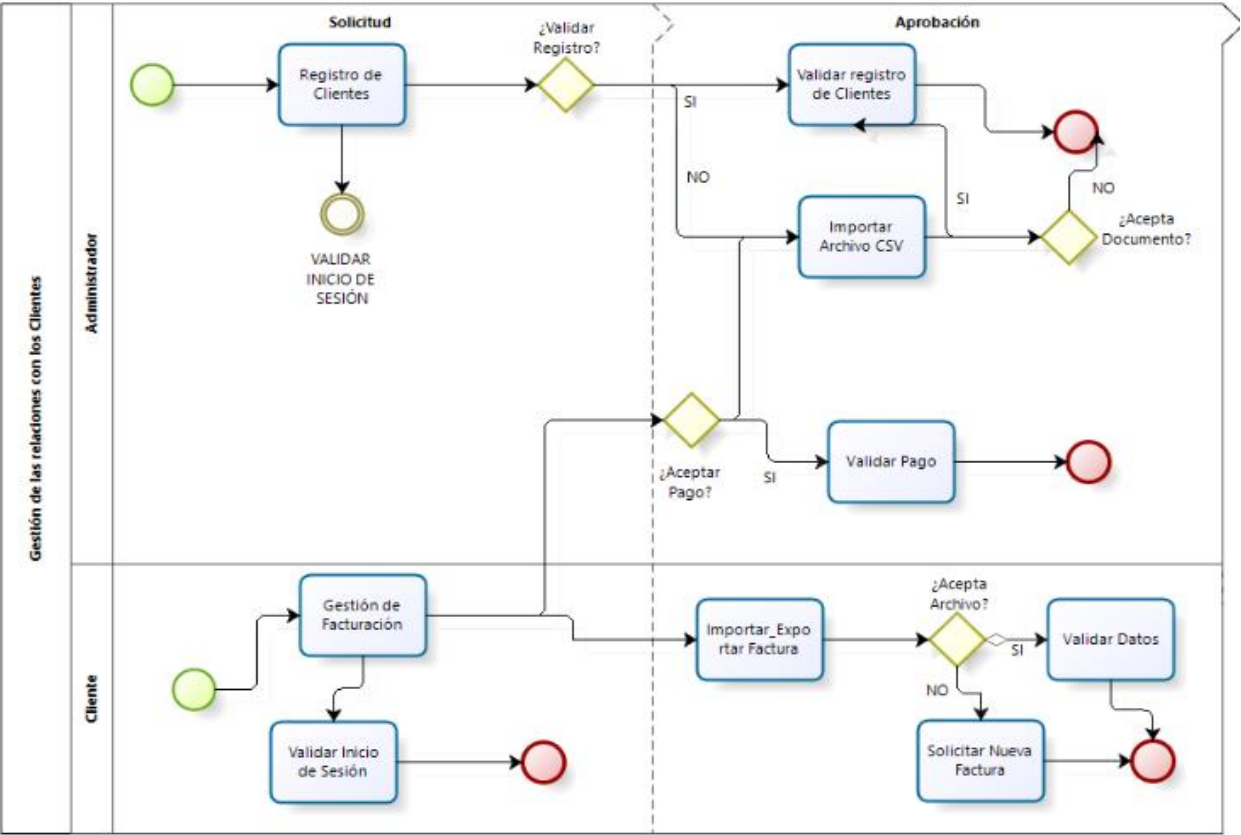 Solicitud
Aprobación
Gestión de las relaciones con los Clientes
Administrador
Registro de
Clientes
¿Validar
Registro?
SI
NO
Validar registro
de Clientes
VALIDAR
INICIO DE
SESIÓN
Importar
Archivo CSV
SI
NO
¿Acepta
Documento?
¿Aceptar
Pago?
SI
Validar Pago
Cliente
Gestión de
Facturación
Validar Inicio
de Sesión
Importar_Expo
rtar Factura
¿Acepta
Archivo?
SI
NO
Validar Datos
Solicitar Nueva
Factura